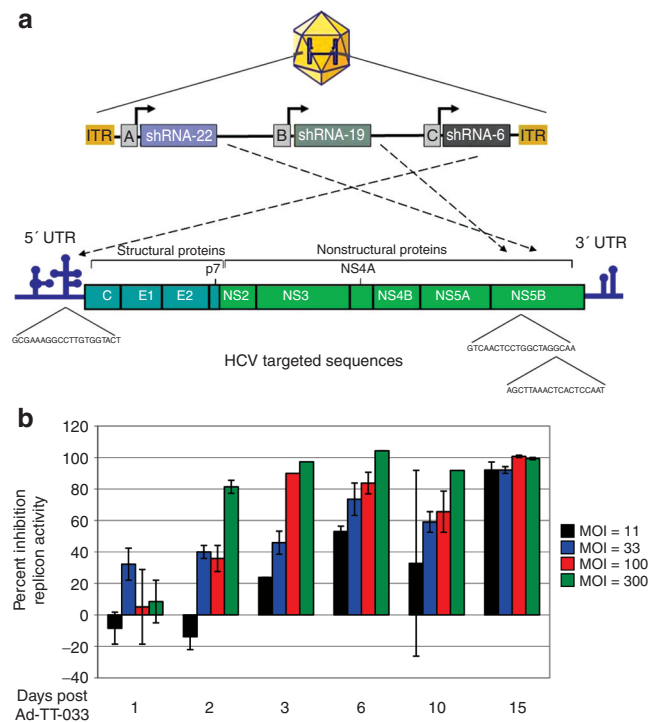 a
ITR A shRNA-22 B shRNA-19 C shRNA-6 ITR
5´ UTR
3´ UTR
Structural proteins
Nonstructural proteins
p7
NS4A
C E1 E2 NS2 NS3 NS4B NS5A NS5B
GCGAAAGGCCTTGTGGTACT
GTCAACTCCTGGCTAGGCAA
HCV targeted sequences
AGCTTAAACTCACTCCAAT
b
Percent inhibition
replicon activity
120
100
80
60
40
20
0
−20
−40
MOI = 11
MOI = 33
MOI = 100
MOI = 300
Days post
Ad-TT-033
1 2 3 6 10 15